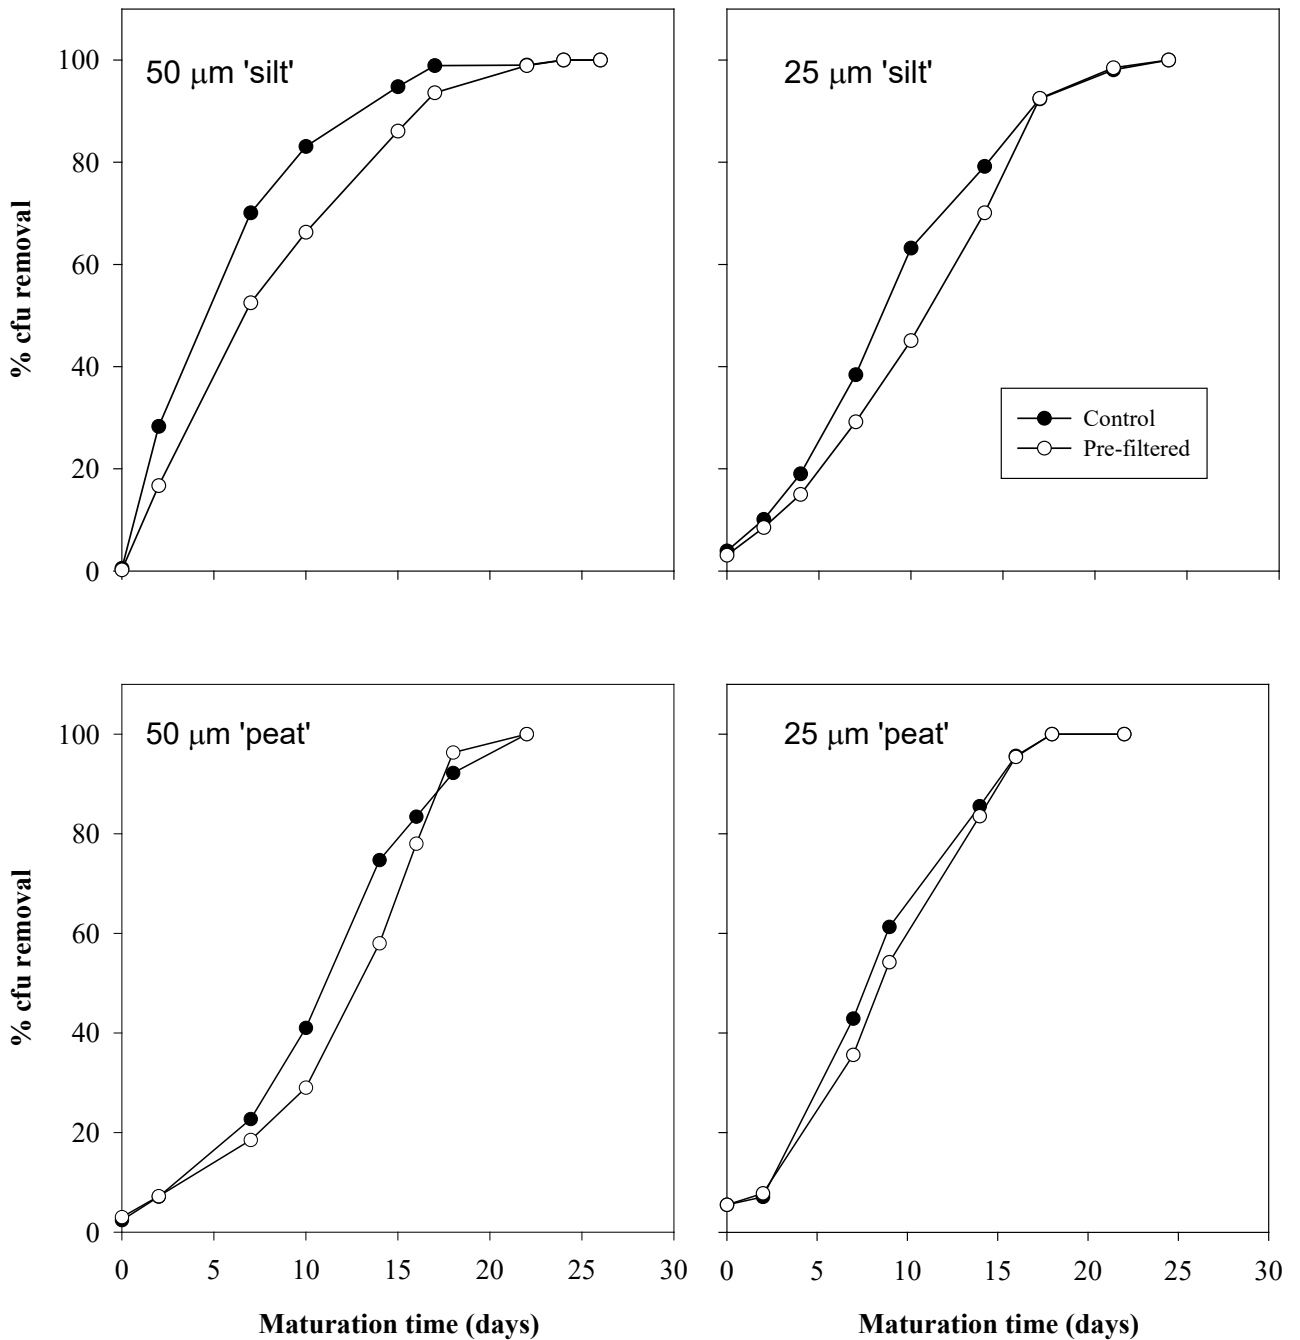 50 μm 'silt'
% cfu removal
100
80
60
40
20
0
25 μm 'silt'
Control
Pre-filtered
50 μm 'peat'
% cfu removal
100
80
60
40
20
0
0 5 10 15 20 25 30
Maturation time (days)
25 μm 'peat'
0 5 10 15 20 25 30
Maturation time (days)